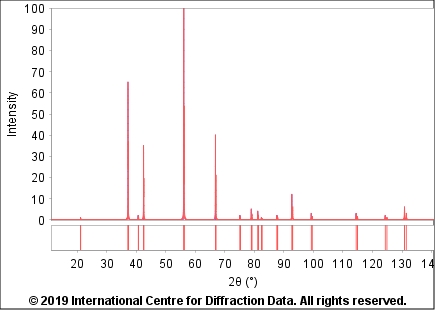 100
90
80
70
60
50
40
30
20
10
0
Intensity
20 30 40 50 60 70 80 90 100 110 120 130 14
2θ (°)
© 2019 International Centre for Diffraction Data. All rights reserved.